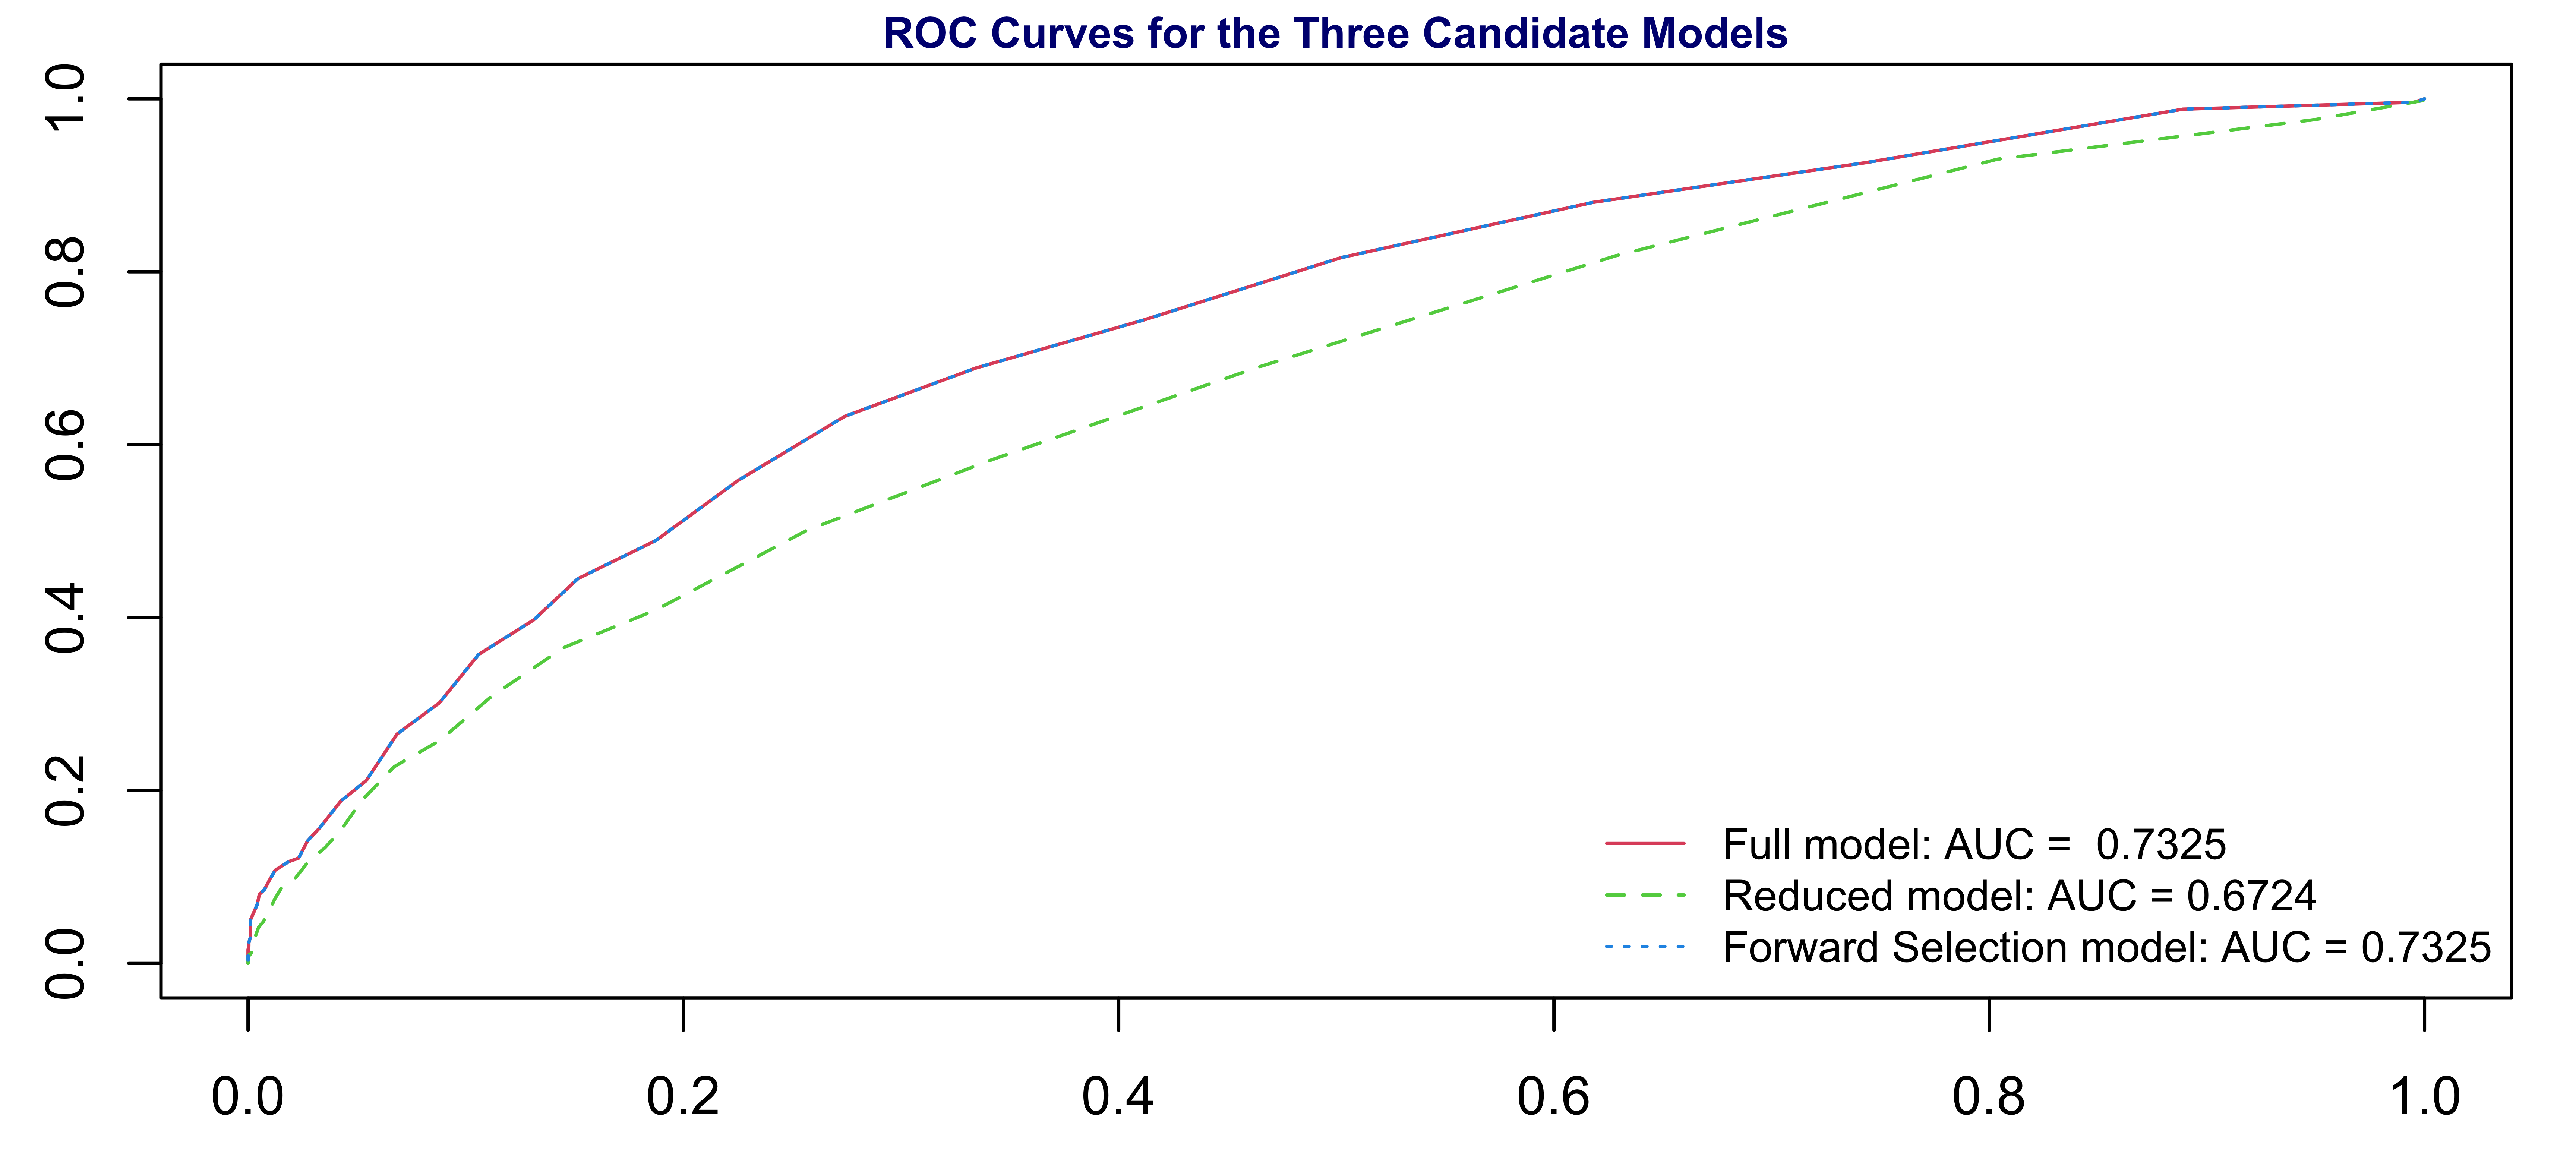 ROC Curves for the Three Candidate Models
1.0
0.8
0.6
0.4
0.2
0.0
Full model: AUC =  0.7325
Reduced model: AUC = 0.6724
Forward Selection model: AUC = 0.7325
0.0 0.2 0.4 0.6 0.8 1.0